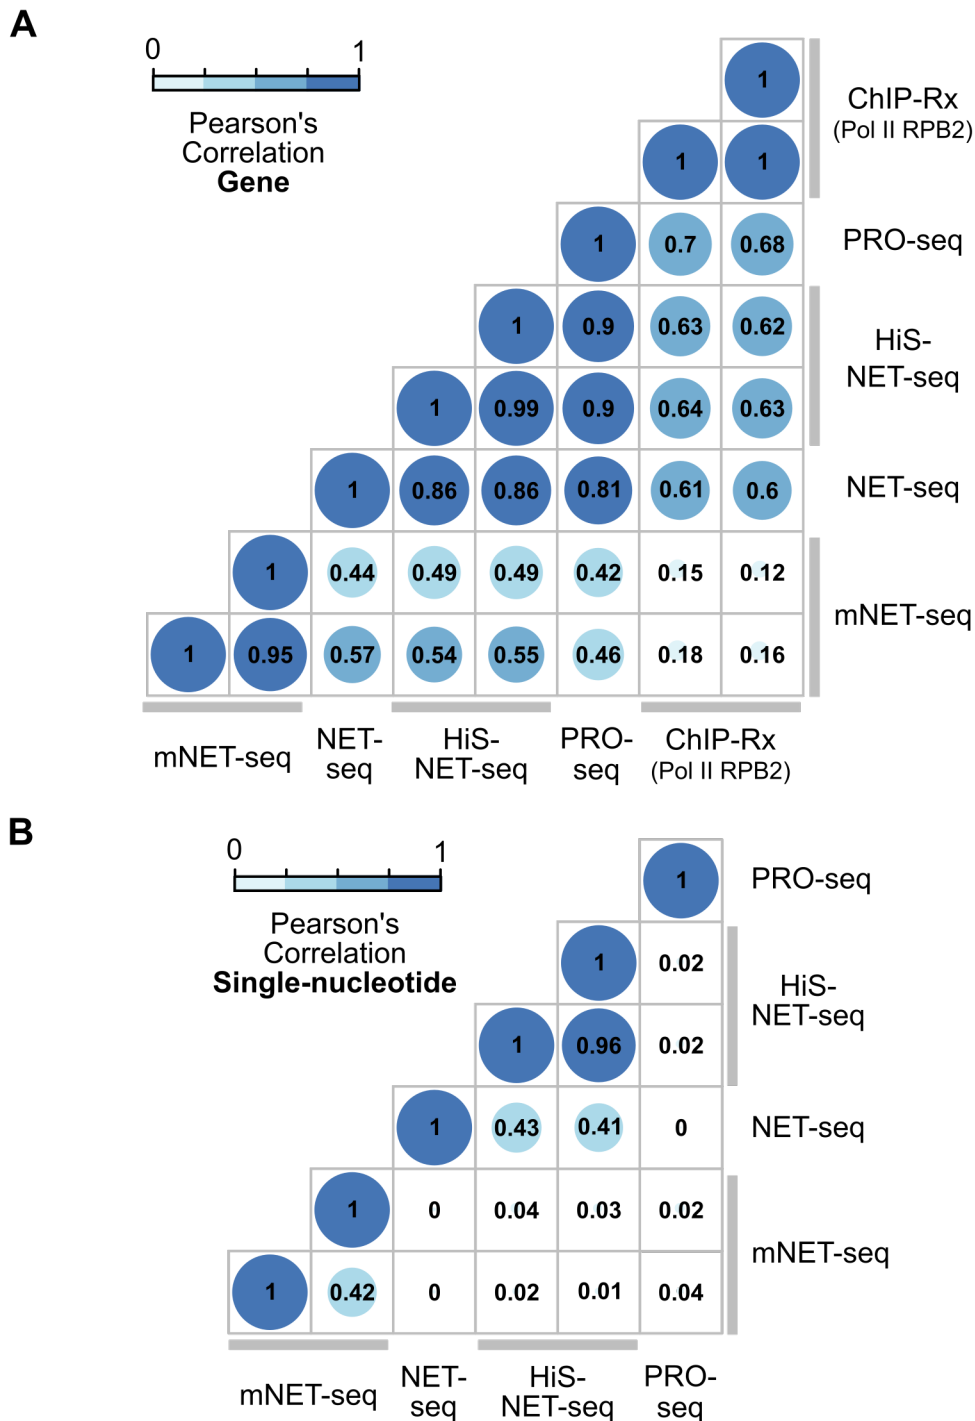 A
0 1
Pearson's
Correlation
Gene
1
ChIP-Rx
(Pol II RPB2)
1 1
1 0.7 0.68
PRO-seq
1 0.9 0.63 0.62
HiS-
NET-seq
1 0.99 0.9 0.64 0.63
1 0.86 0.86 0.81 0.61 0.6
NET-seq
1 0.44 0.49 0.49 0.42 0.15 0.12
mNET-seq
1 0.95 0.57 0.54 0.55 0.46 0.18 0.16
mNET-seq
NET-
seq
HiS-
NET-seq
PRO-
seq
ChIP-Rx
(Pol II RPB2)
B
0 1
Pearson's
Correlation
Single-nucleotide
1
PRO-seq
1 0.02
HiS-
NET-seq
1 0.96 0.02
1 0.43 0.41 0
NET-seq
1 0 0.04 0.03 0.02
mNET-seq
1 0.42 0 0.02 0.01 0.04
mNET-seq
NET-
seq
HiS-
NET-seq
PRO-
seq